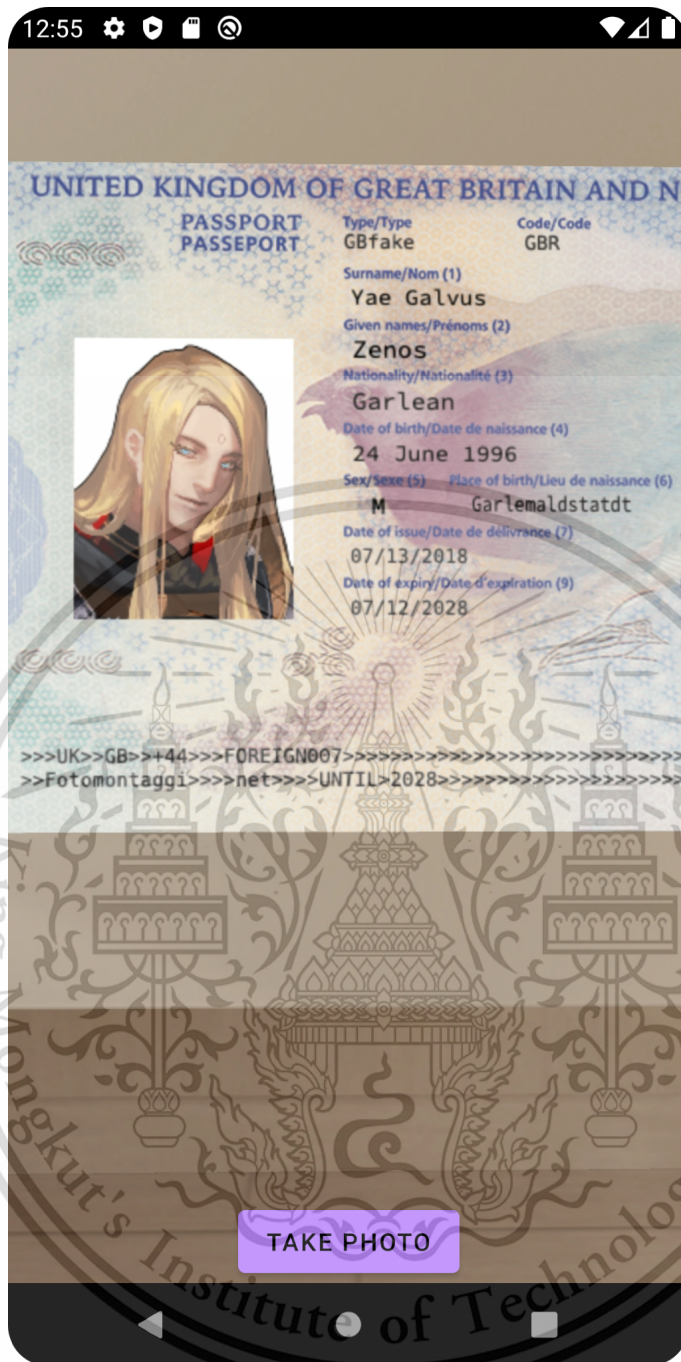 12:55
UNITED KINGDOM OF GREAT BRITAIN AND N
PASSPORT
PASSEPORT
Type/Type
Code/Code
GBfake
GBR
Surname/Nom (1)
Yae Galvus
Given names/Prénoms (2)
Zenos
Nationality/Nationalité (3)
Garlean
Date of birth/Date de naissance (4)
24 June 1996
Sex/Sexe (5) Place of birth/Lieu de naissance (6)
M Garlemaldstatdt
Date of issue/Date de délivrance (7)
07/13/2018
Date of expiry/Date d'expiration (9)
07/12/2028
>>>UK>>GB>>+44>>>FOREIGN007>>>>>>>>>>>>>>>>>>>>>>>>>>>>>>
>>Fotomontaggi>>>>net>>>>UNTIL>2028>>>>>>>>>>>>>>>>>>>>>
TAKE PHOTO
Mongkut's Institute of Technolo